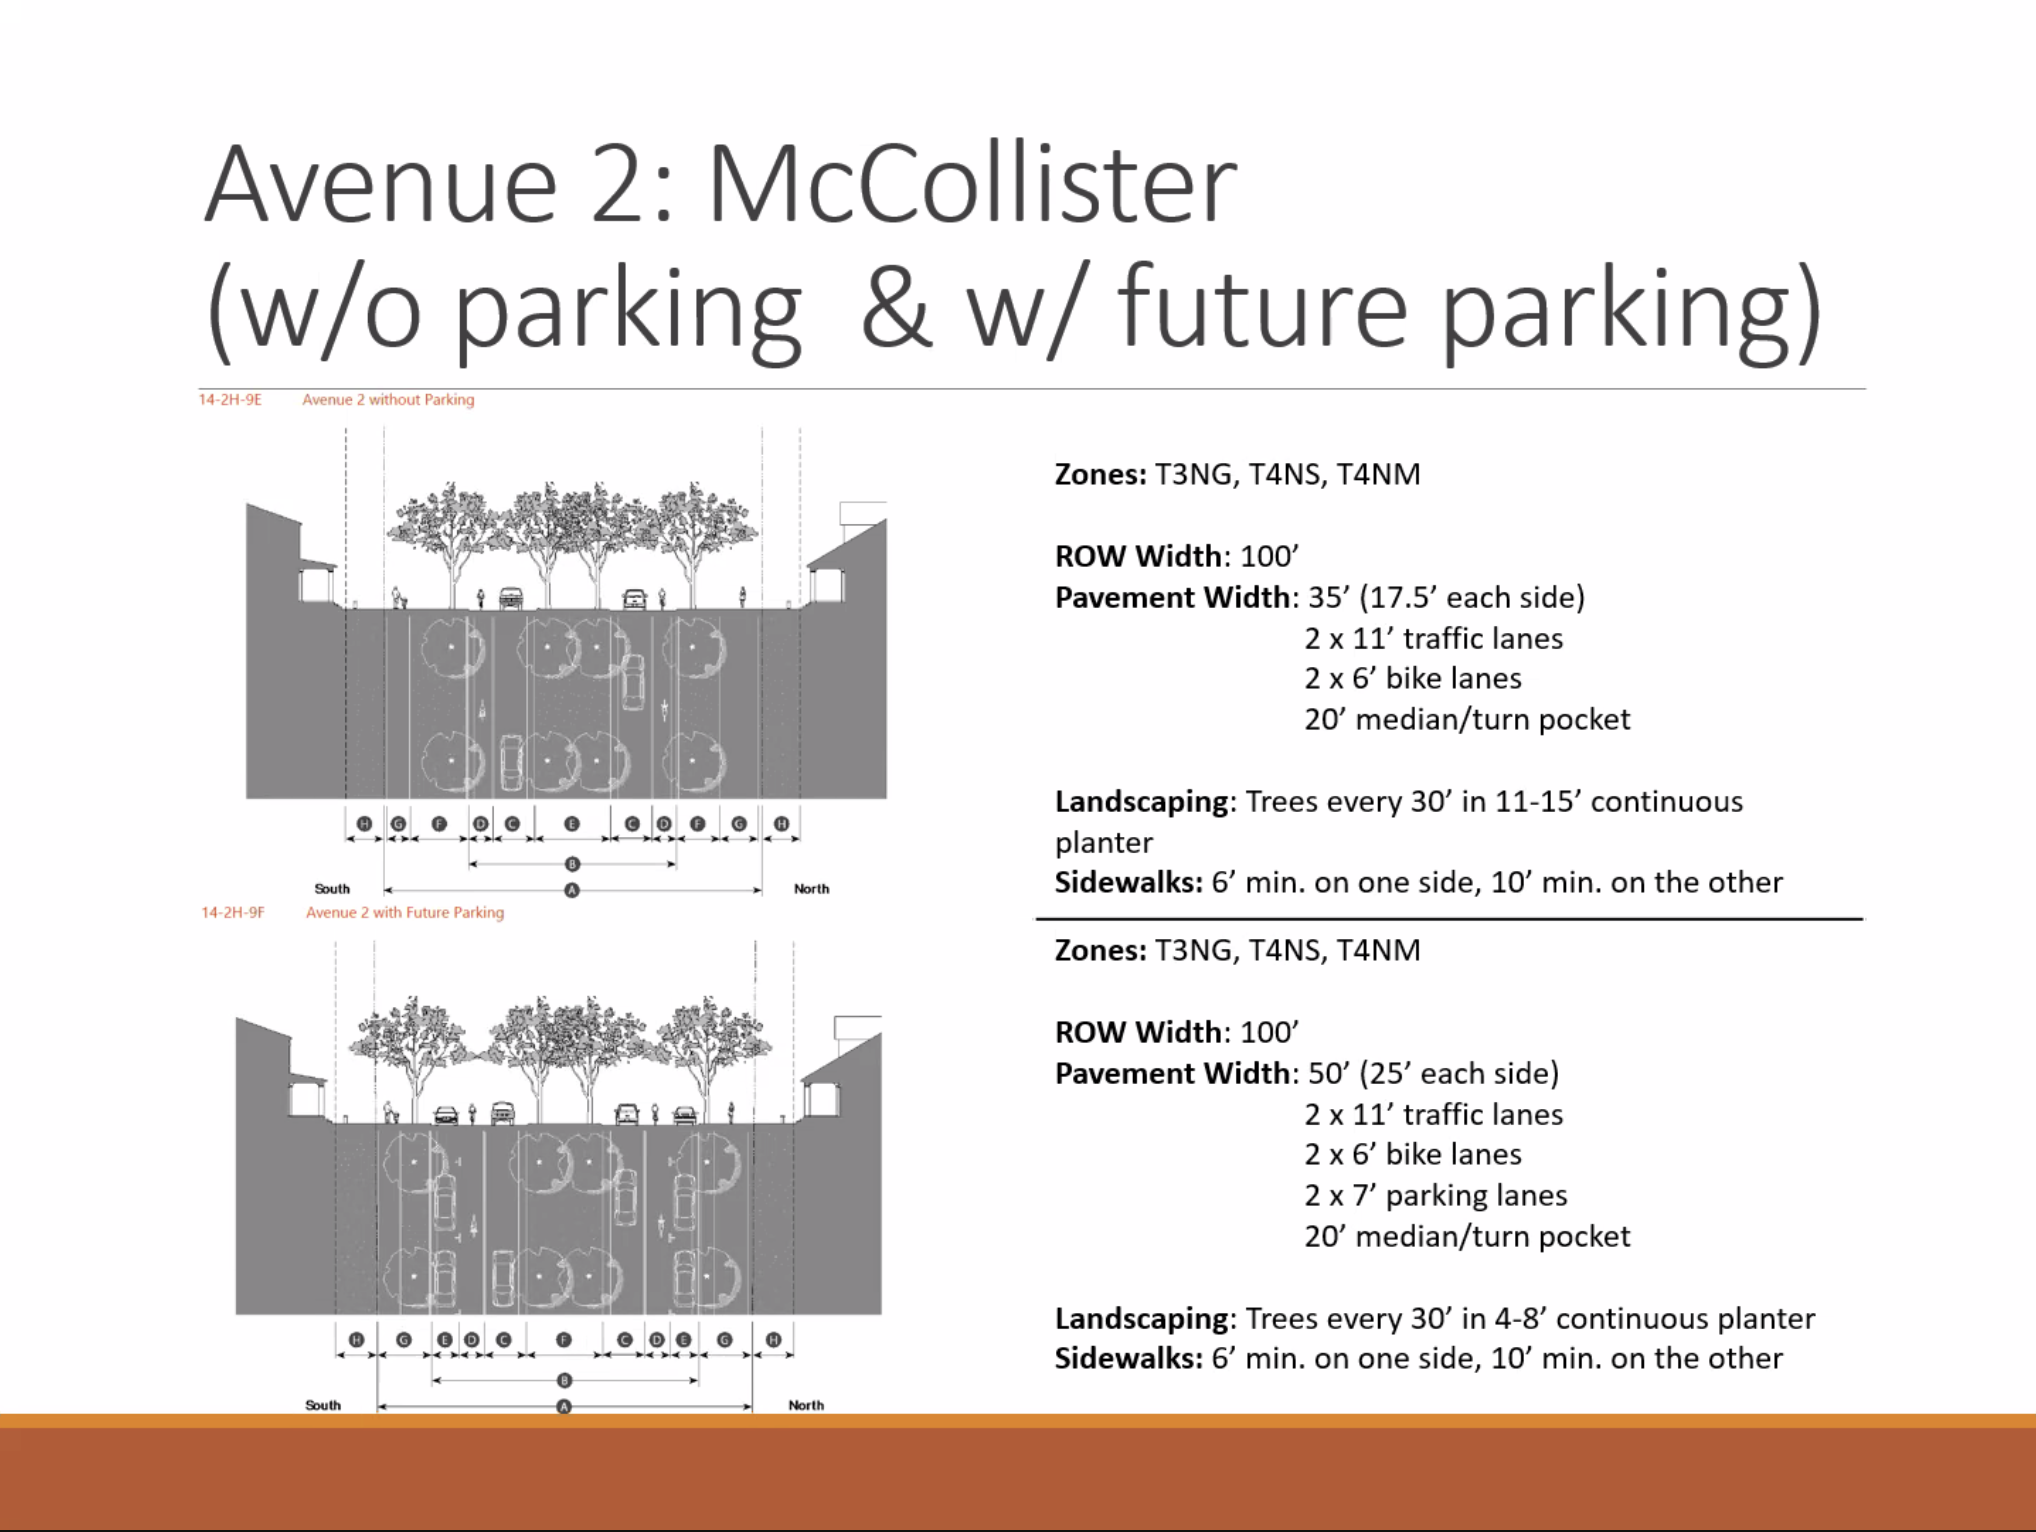 Avenue 2: McCollister
(w/o parking & w/ future parking)
14-2H-9E Avenue 2 without Parking
H G F D C E C D F G H
B
South A North
Zones: T3NG, T4NS, T4NM
ROW Width: 100’
Pavement Width: 35’ (17.5’ each side)
2 x 11’ traffic lanes
2 x 6’ bike lanes
20’ median/turn pocket
Landscaping: Trees every 30’ in 11-15’ continuous
planter
Sidewalks: 6’ min. on one side, 10’ min. on the other
14-2H-9F Avenue 2 with Future Parking
H G E D C F C D E G H
B
South A North
Zones: T3NG, T4NS, T4NM
ROW Width: 100’
Pavement Width: 50’ (25’ each side)
2 x 11’ traffic lanes
2 x 6’ bike lanes
2 x 7’ parking lanes
20’ median/turn pocket
Landscaping: Trees every 30’ in 4-8’ continuous planter
Sidewalks: 6’ min. on one side, 10’ min. on the other